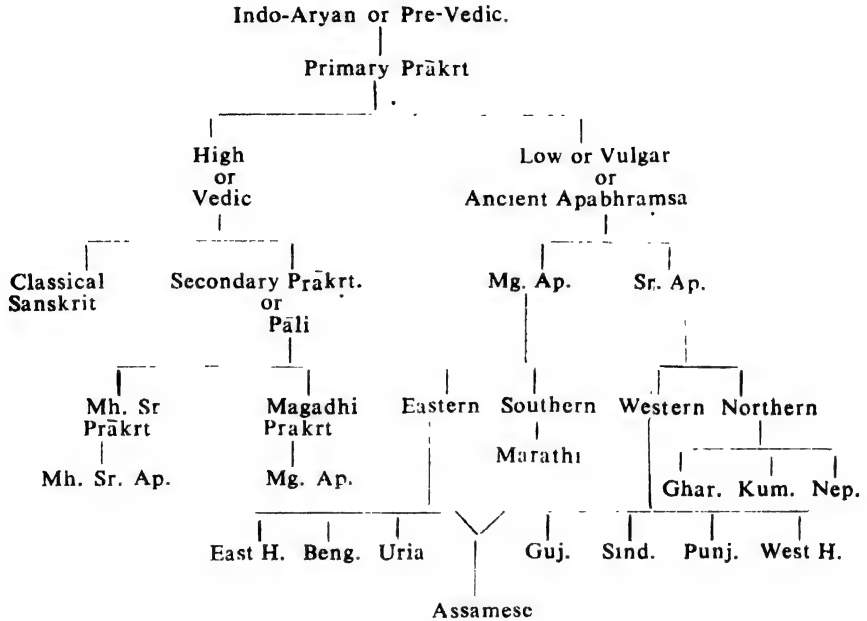 Indo-Aryan or Pre-Vedic.
Primary Prākrt
High
or
Vedic
Low or Vulgar
or
Ancient Apabhramsa
Classical
Sanskrit
Secondary Prākrt.
or
Pāli
Mg. Ap.
Sr. Ap.
Mh. Sr
Prākrt
Magadhi
Prakrt
Eastern
Southern
Western
Northern
Mh. Sr. Ap.
Mg. Ap.
Marathi
Ghar.
Kum.
Nep.
East H.
Beng.
Uria
Guj.
Sind.
Punj.
West H.
Assamese